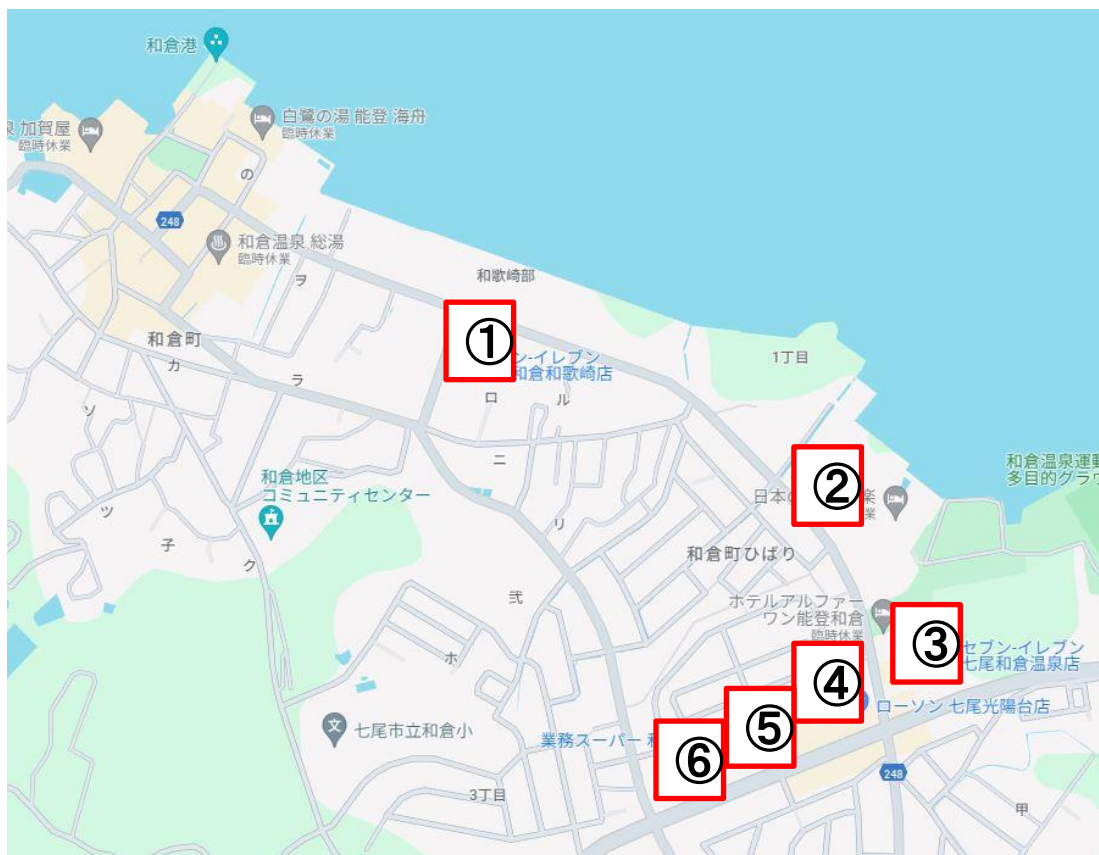 和倉港
白鷺の湯 能登 海舟
臨時休業
泉 加賀屋
臨時休業
の
248
和倉温泉 総湯
臨時休業
ヲ
和歌崎部
①
ン-イレブン
和倉和歌崎店
1丁目
和倉町
カ
ラ
ロ
ル
ソ
ニ
和倉地区
コミュニティセンター
②
日本の
楽
業
和倉温泉運動
多目的グラウ
ツ
子
ク
リ
和倉町ひばり
弐
ホテルアルファー
ワン能登和倉
臨時休業
③
セブン-イレブン
七尾和倉温泉店
ホ
④
ローソン 七尾光陽台店
七尾市立和倉小
⑤
業務スーパー 和
⑥
248
3丁目
甲